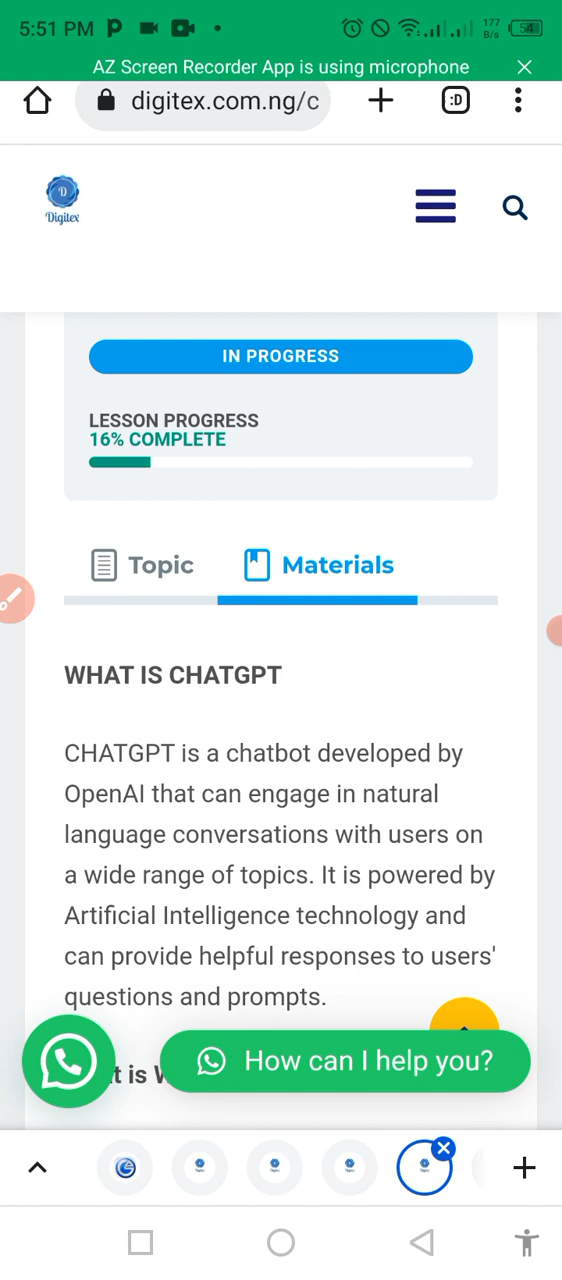 5:51 PM
177
B/s
54
AZ Screen Recorder App is using microphone
digitex.com.ng/c
:D
D
Digitex
IN PROGRESS
LESSON PROGRESS
16% COMPLETE
Topic
Materials
WHAT IS CHATGPT
CHATGPT is a chatbot developed by
OpenAI that can engage in natural
language conversations with users on
a wide range of topics. It is powered by
Artificial Intelligence technology and
can provide helpful responses to users'
questions and prompts.
t is
How can I help you?